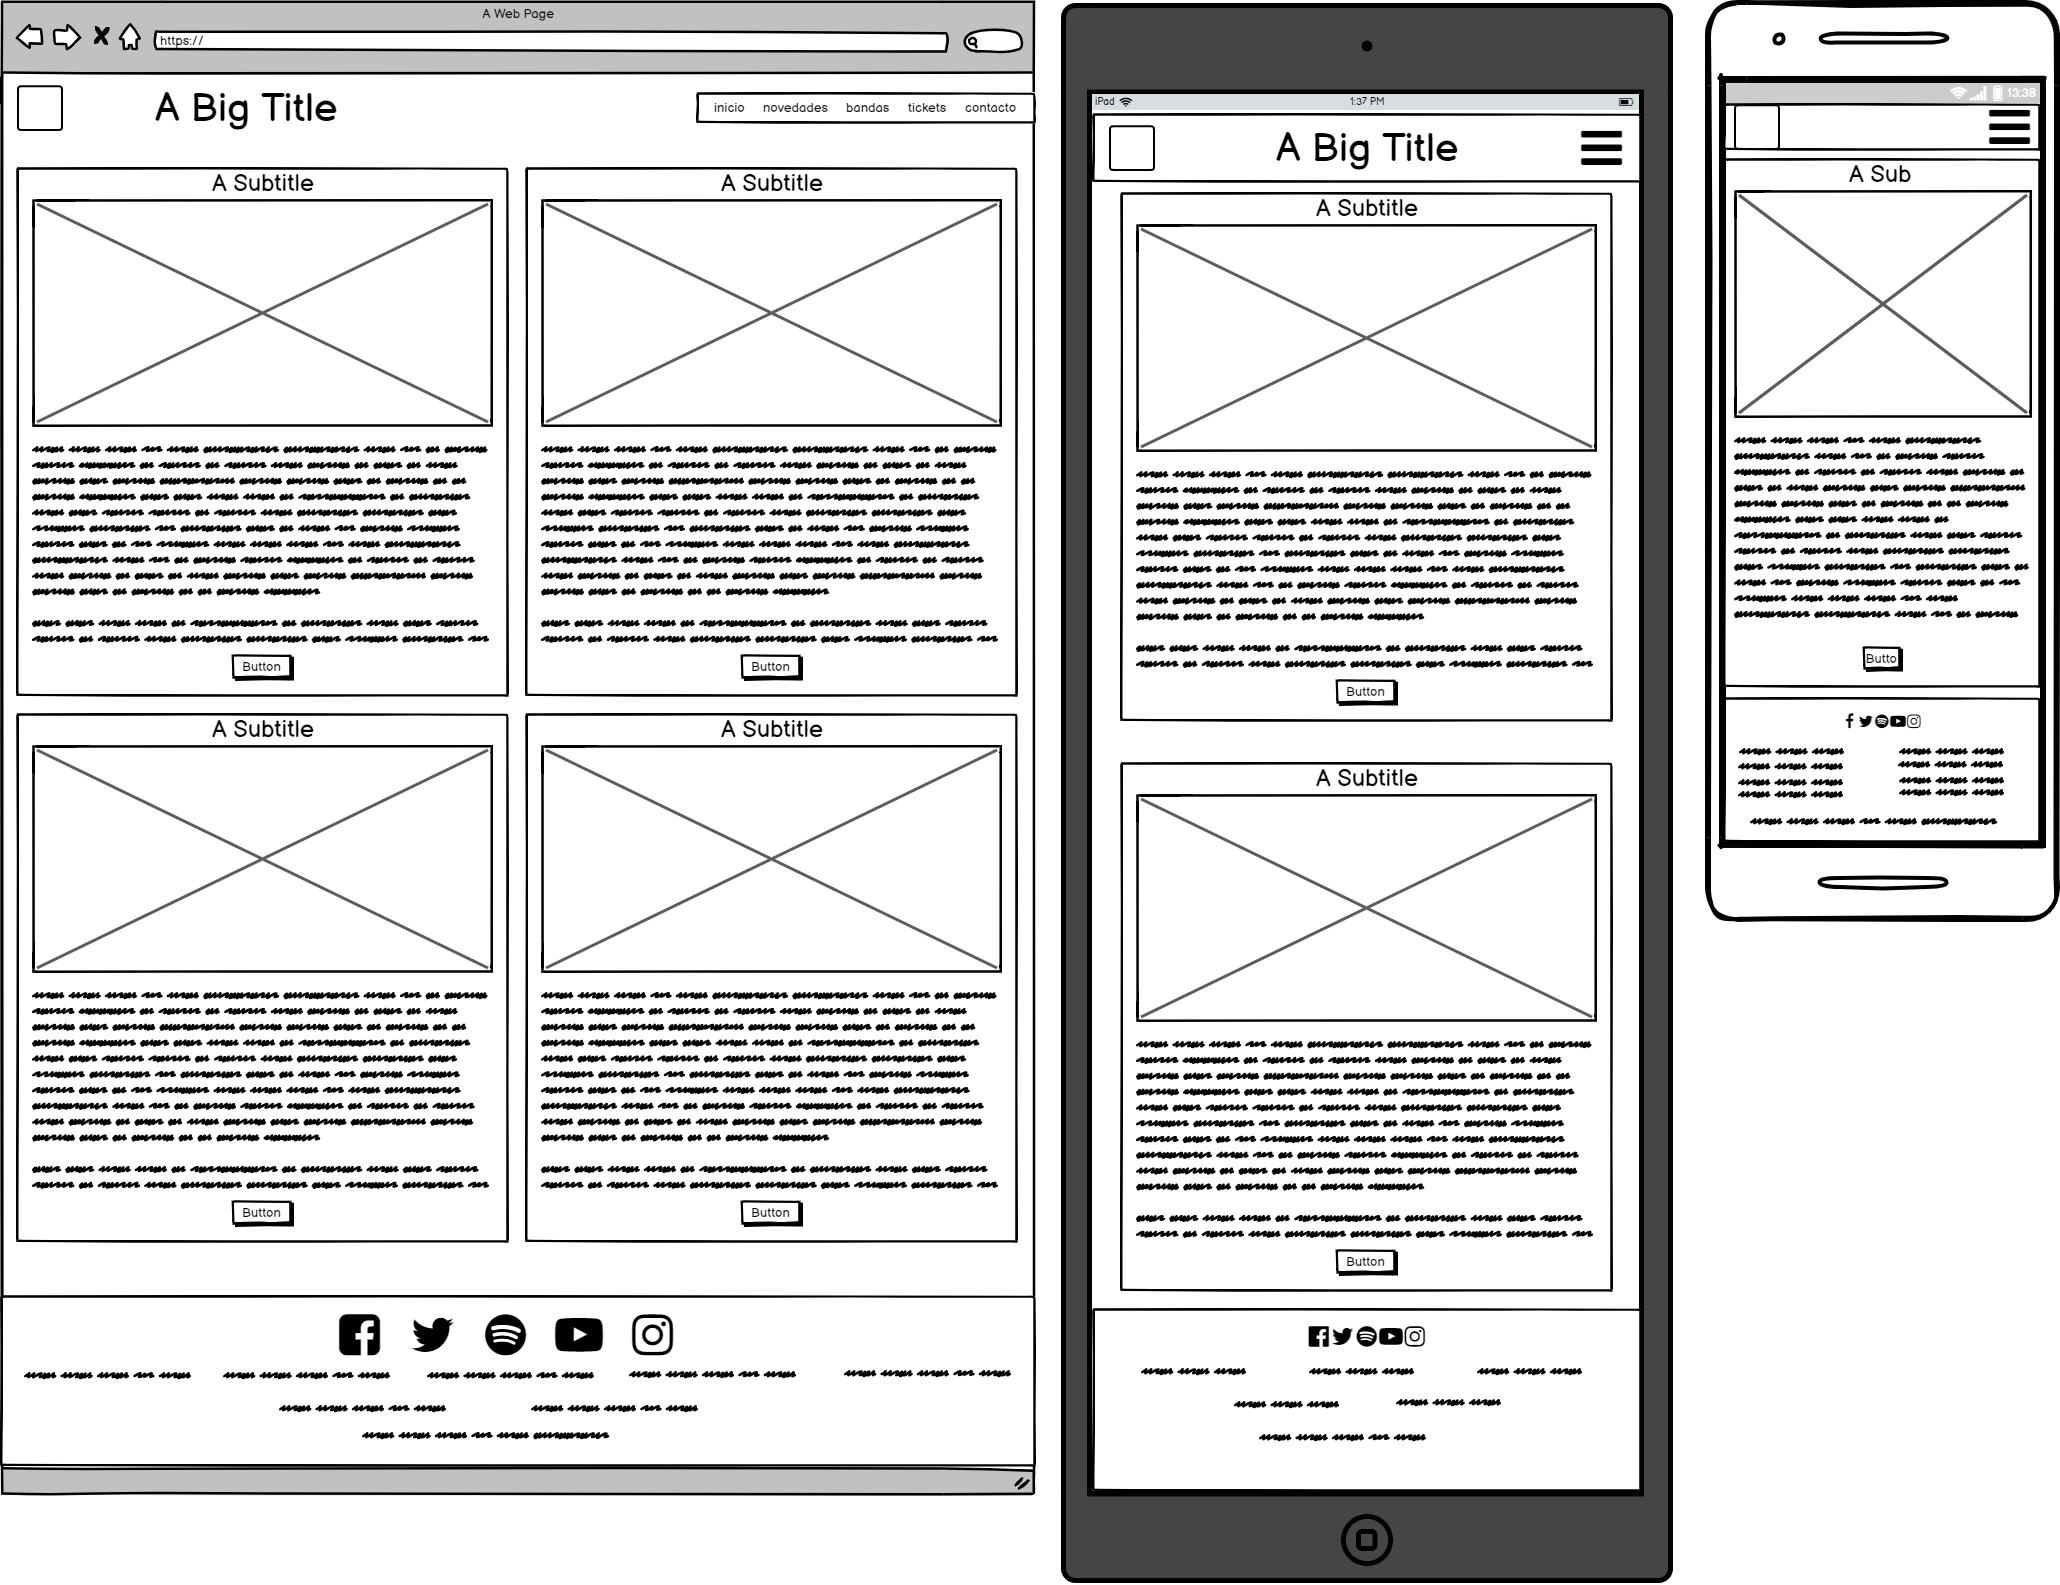 A Web Page
https://
A Big Title
inicio novedades bandas tickets contacto
A Subtitle
Button
A Subtitle
Button
A Subtitle
Button
A Subtitle
Button
iPad
1:37 PM
A Big Title
A Subtitle
Button
A Subtitle
Button
13:38
A Sub
Butto